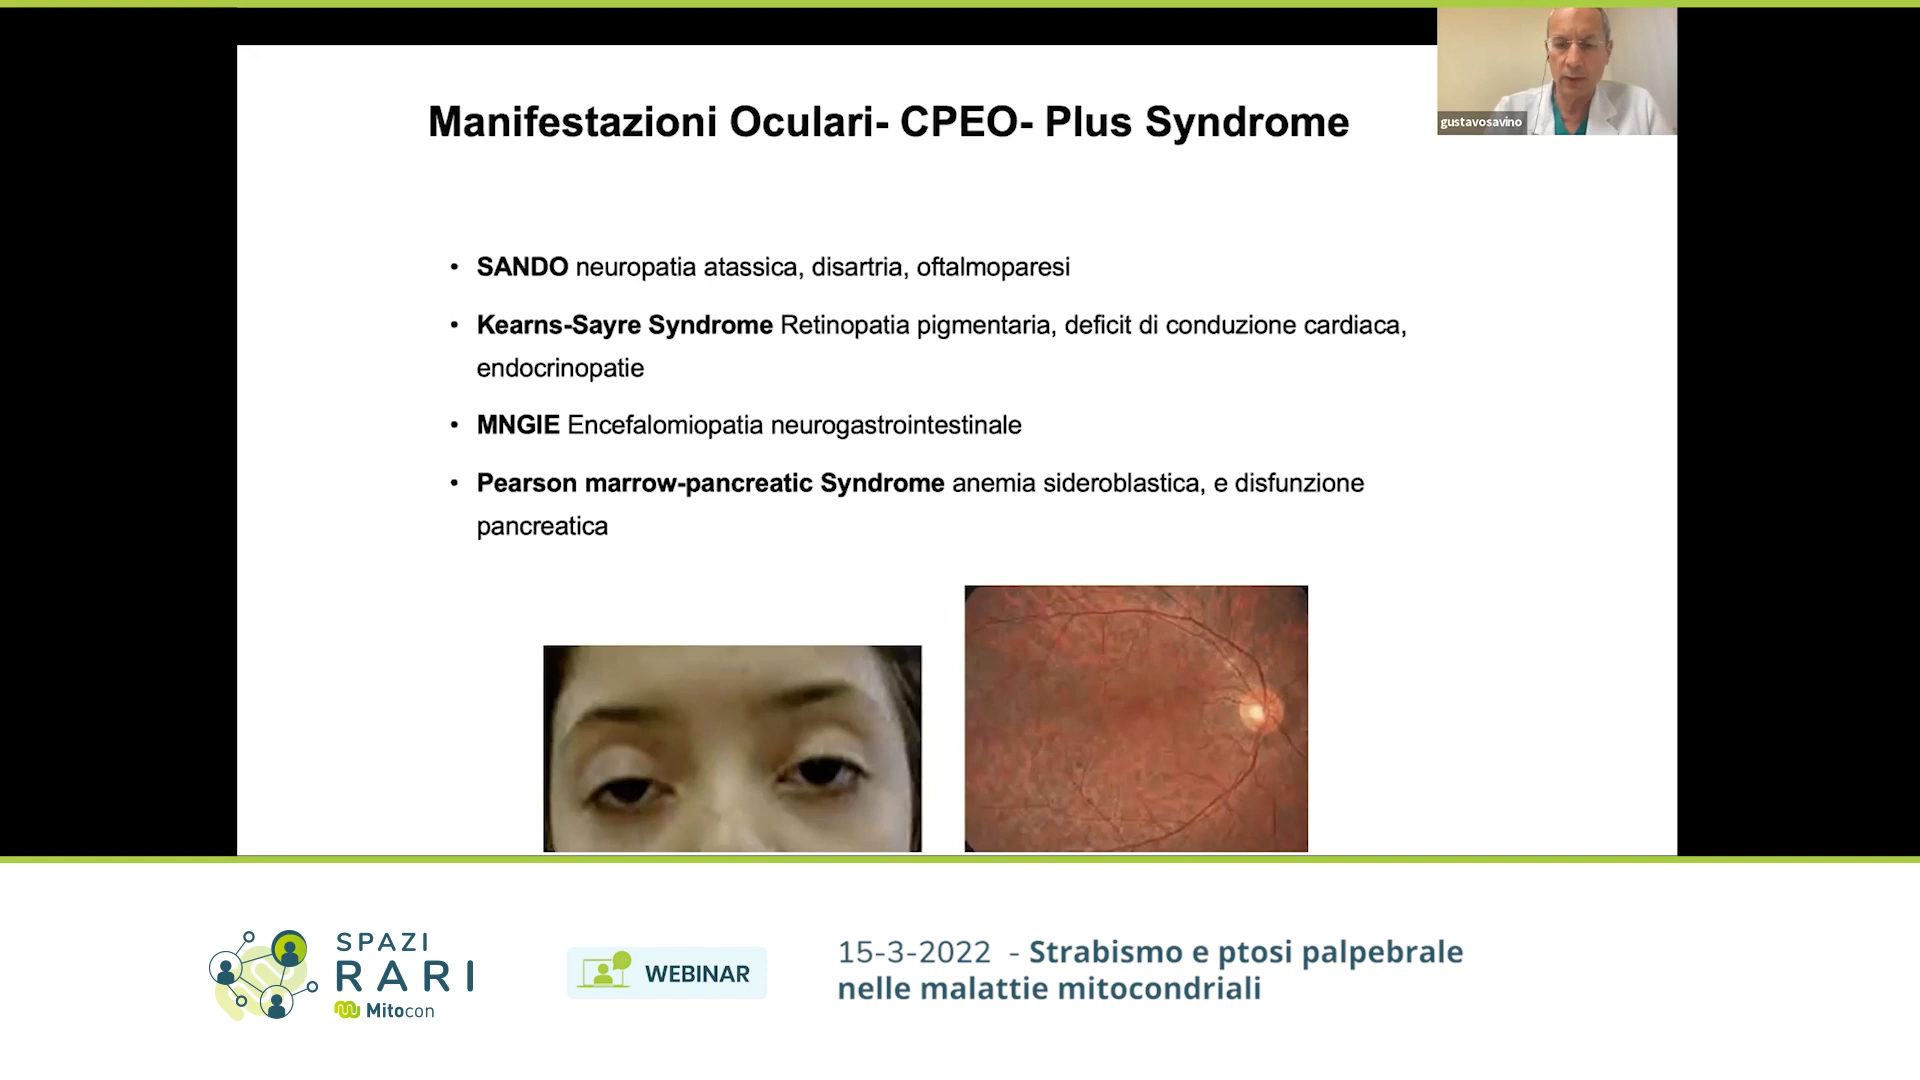 Manifestazioni Oculari- CPEO- Plus Syndrome
gustavosavino
• SANDO neuropatia atassica, disartria, oftalmoparesi
• Kearns-Sayre Syndrome Retinopatia pigmentaria, deficit di conduzione cardiaca,
endocrinopatie
• MNGIE Encefalomiopatia neurogastrointestinale
• Pearson marrow-pancreatic Syndrome anemia sideroblastica, e disfunzione
pancreatica
SPAZI
RARI
Mitocon
WEBINAR
15-3-2022 - Strabismo e ptosi palpebrale
nelle malattie mitocondriali